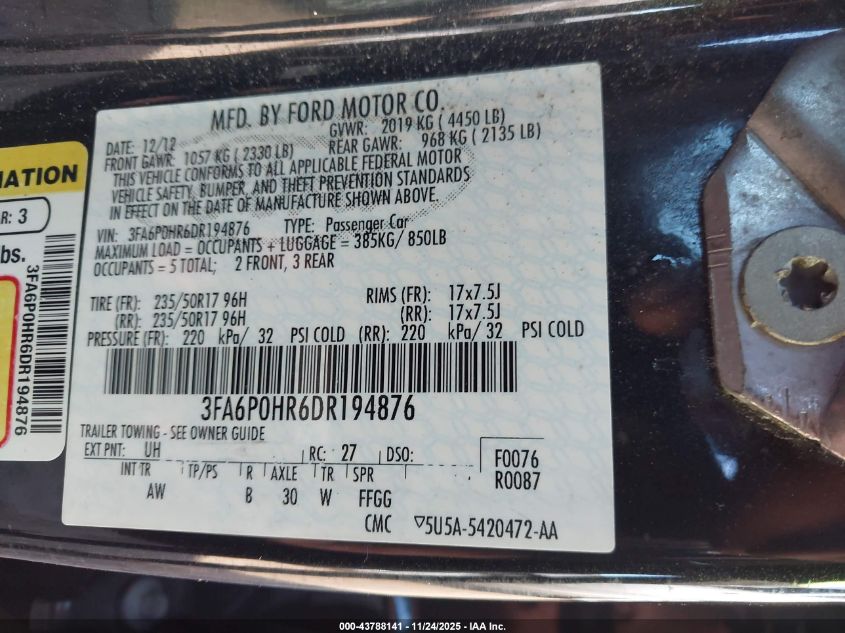 MFD. BY FORD MOTOR CO.
DATE: 12/12 GVWR: 2019 KG ( 4450 LB)
FRONT GAWR: 1057 KG ( 2330 LB) REAR GAWR: 968 KG ( 2135 LB)
THIS VEHICLE CONFORMS TO ALL APPLICABLE FEDERAL MOTOR
VEHICLE SAFETY, BUMPER, AND THEFT PREVENTION STANDARDS
IN EFFECT ON THE DATE OF MANUFACTURE SHOWN ABOVE.
VIN: 3FA6P0HR6DR194876 TYPE: Passenger Car
MAXIMUM LOAD = OCCUPANTS + LUGGAGE = 385KG/ 850LB
OCCUPANTS = 5 TOTAL; 2 FRONT, 3 REAR
TIRE (FR): 235/50R17 96H RIMS (FR): 17x7.5J
(RR): 235/50R17 96H (RR): 17x7.5J
PRESSURE (FR): 220 kPa/ 32 PSI COLD (RR): 220 kPa/ 32 PSI COLD
3FA6P0HR6DR194876
TRAILER TOWING - SEE OWNER GUIDE
EXT PNT: UH RC: 27 DSO:
INT TR TP/PS R AXLE TR SPR
AW B 30 W FFGG
F0076
R0087
CMC ▽5U5A-5420472-AA
MATION
R: 3
lbs.
3FA6P0HR6DR194876
000-43788141 - 11/24/2025 - IAA Inc.